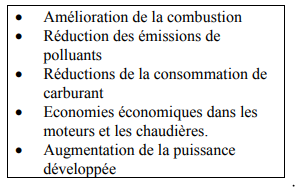 • Amélioration de la combustion
• Réduction des émissions de
polluants
• Réductions de la consommation de
carburant
• Economies économiques dans les
moteurs et les chaudières.
• Augmentation de la puissance
développée
.